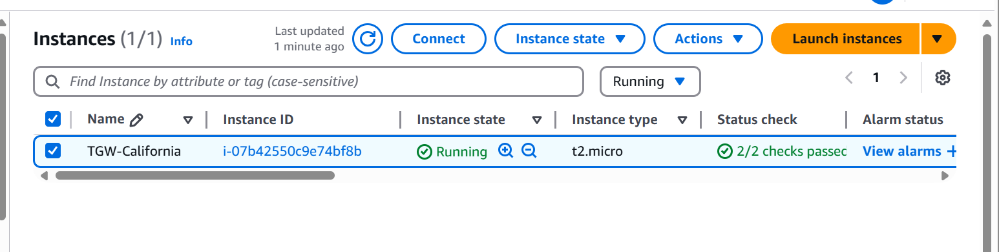 Instances (1/1) Info
Last updated
1 minute ago
Connect
Instance state
Actions
Launch instances
Find Instance by attribute or tag (case-sensitive)
Running
1
Name
Instance ID
Instance state
Instance type
Status check
Alarm status
TGW-California
i-07b42550c9e74bf8b
Running
t2.micro
2/2 checks passed
View alarms +